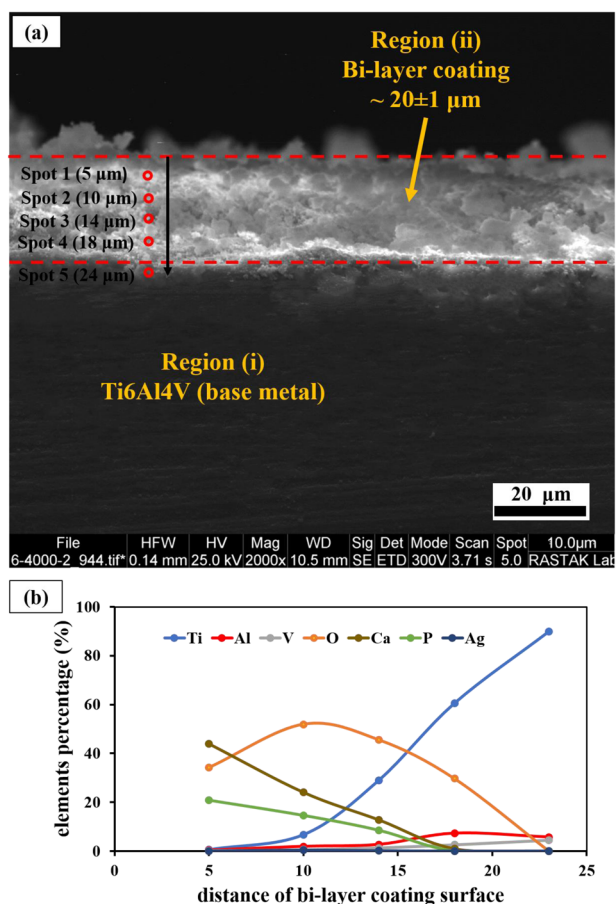 (a)
Region (ii)
Bi-layer coating
~ 20±1 µm
Spot 1 (5 µm)
Spot 2 (10 µm)
Spot 3 (14 µm)
Spot 4 (18 µm)
Spot 5 (24 µm)
Region (i)
Ti6Al4V (base metal)
20 µm
File HFW HV Mag WD Sig Det Mode Scan Spot 10.0µm
6-4000-2_944.tif* 0.14 mm 25.0 kV 2000x 10.5 mm SE ETD 300V 3.71 s 5.0 RASTAK Lab
(b)
100
80
60
40
20
0
elements percentage (%)
Ti Al V O Ca P Ag
0 5 10 15 20 25
distance of bi-layer coating surface